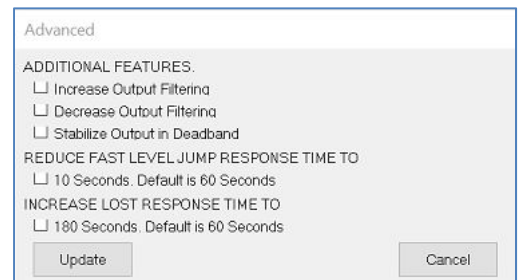 Advanced
ADDITIONAL FEATURES.
Increase Output Filtering
Decrease Output Filtering
Stabilize Output in Deadband
REDUCE FAST LEVEL JUMP RESPONSE TIME TO
10 Seconds. Default is 60 Seconds
INCREASE LOST RESPONSE TIME TO
180 Seconds. Default is 60 Seconds
Update Cancel